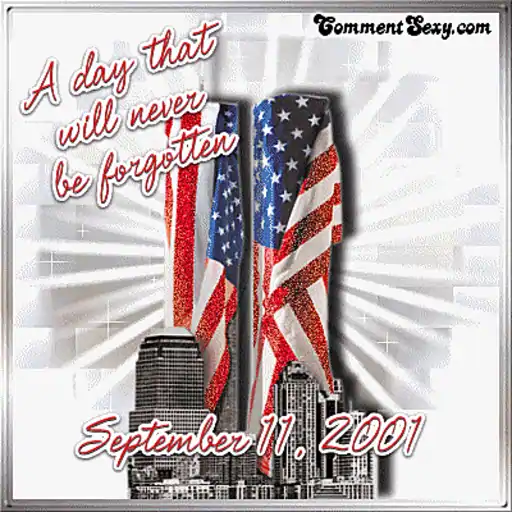 CommentSexy.com
A day that
will never
be forgotten
September 11, 2001